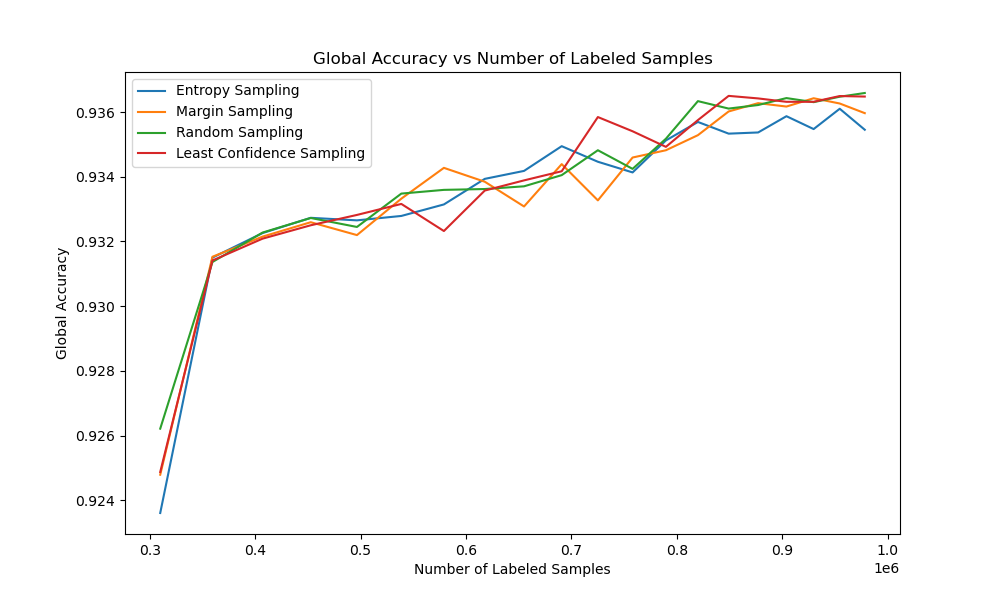 Global Accuracy vs Number of Labeled Samples
Entropy Sampling
Margin Sampling
Random Sampling
Least Confidence Sampling
Global Accuracy
0.936
0.934
0.932
0.930
0.928
0.926
0.924
0.3 0.4 0.5 0.6 0.7 0.8 0.9 1.0
1e6
Number of Labeled Samples